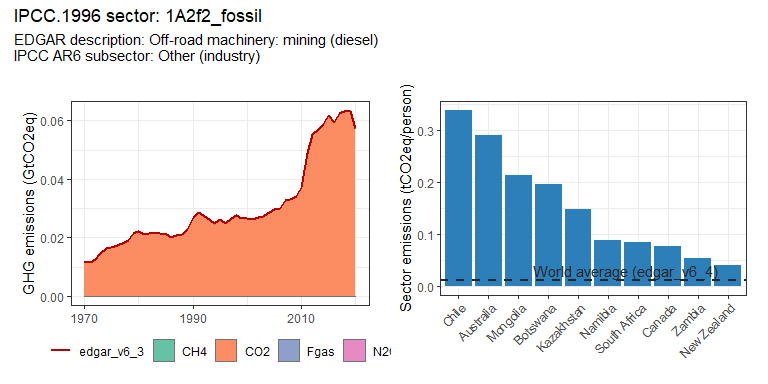 IPCC.1996 sector: 1A2f2_fossil
EDGAR description: Off-road machinery: mining (diesel)
IPCC AR6 subsector: Other (industry)
GHG emissions (GtCO2eq)
0.06
0.04
0.02
0.00
1970
1990
2010
edgar_v6_3
CH4
CO2
Fgas
N2
Sector emissions (tCO2eq/person)
0.3
0.2
0.1
0.0
World average (edgar_v6_4)
Chile
Australia
Mongolia
Botswana
Kazakhstan
Namibia
South Africa
Canada
Zambia
New Zealand